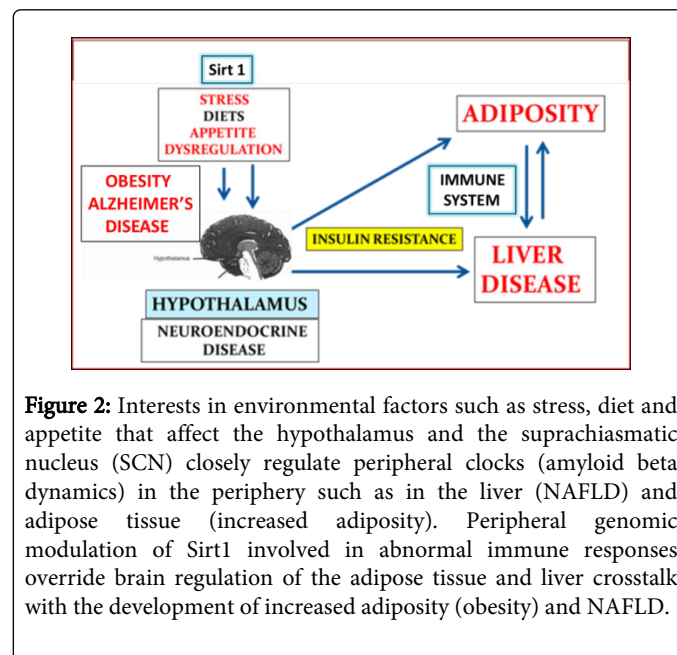 Sirt 1
STRESS
DIETS
APPETITE
DYSREGULATION
ADIPOSITY
OBESITY
ALZHEIMER'S
DISEASE
IMMUNE
SYSTEM
Hypothalamus
INSULIN RESISTANCE
LIVER
DISEASE
HYPOTHALAMUS
NEUROENDOCRINE
DISEASE
Figure 2: Interests in environmental factors such as stress, diet and
appetite that affect the hypothalamus and the suprachiasmatic
nucleus (SCN) closely regulate peripheral clocks (amyloid beta
dynamics) in the periphery such as in the liver (NAFLD) and
adipose tissue (increased adiposity). Peripheral genomic
modulation of Sirt1 involved in abnormal immune responses
override brain regulation of the adipose tissue and liver crosstalk
with the development of increased adiposity (obesity) and NAFLD.